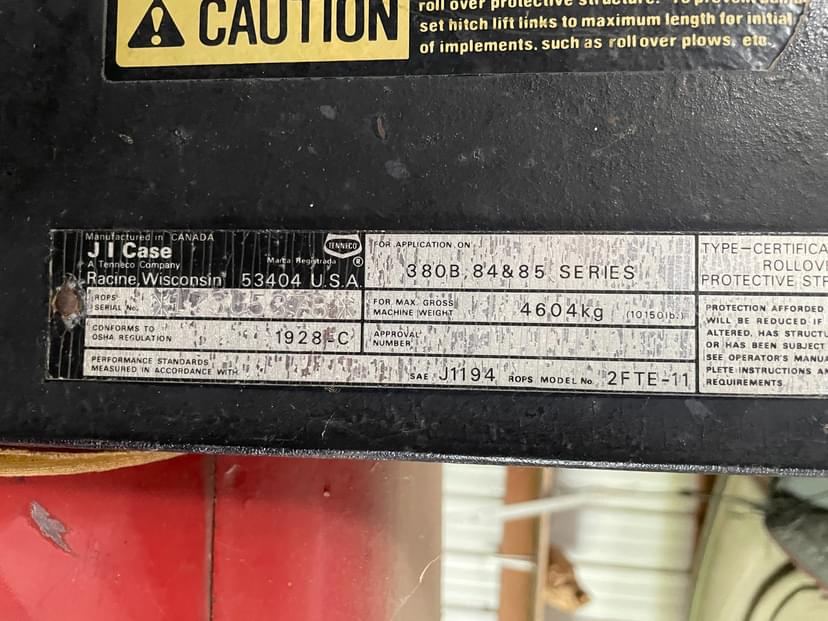 CAUTION
roll over protective structure. To prevent
set hitch lift links to maximum length for initial
of implements, such as roll over plows, etc.
Manufactured in CANADA
J I Case
A Tenneco Company
Racine, Wisconsin 53404 U.S.A.
TENNECO
Marca Registrada ®
FOR APPLICATION ON
380B, 84&85 SERIES
ROPS
SERIAL No.
FOR MAX. GROSS
MACHINE WEIGHT 4604kg (10150lb.)
CONFORMS TO
OSHA REGULATION 1928-C
APPROVAL
NUMBER
PERFORMANCE STANDARDS
MEASURED IN ACCORDANCE WITH SAE J1194 ROPS MODEL No. 2FTE-11
TYPE-CERTIFICA
ROLLOV
PROTECTIVE STR
PROTECTION AFFORDED
WILL BE REDUCED IF
ALTERED, HAS STRUCTU
OR HAS BEEN SUBJECT
SEE OPERATOR'S MANUA
PLETE INSTRUCTIONS AN
REQUIREMENTS